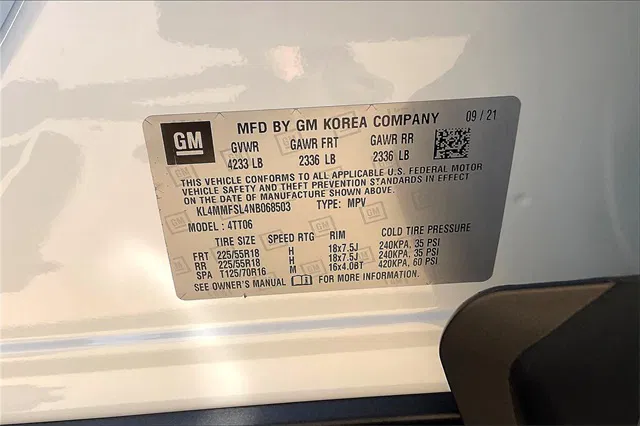 GM MFD BY GM KOREA COMPANY 09 / 21
GVWR GAWR FRT GAWR RR
4233 LB 2336 LB 2336 LB
THIS VEHICLE CONFORMS TO ALL APPLICABLE U.S. FEDERAL MOTOR
VEHICLE SAFETY AND THEFT PREVENTION STANDARDS IN EFFECT
ON THE DATE OF MANUFACTURE SHOWN ABOVE.
KL4MMFSL4NB068503 TYPE: MPV
MODEL: 4TT06
TIRE SIZE SPEED RTG RIM COLD TIRE PRESSURE
FRT 225/55R18 H 18x7.5J 240KPA, 35 PSI
RR 225/55R18 H 18x7.5J 240KPA, 35 PSI
SPA T125/70R16 M 16x4.0BT 420KPA, 60 PSI
SEE OWNER'S MANUAL FOR MORE INFORMATION.